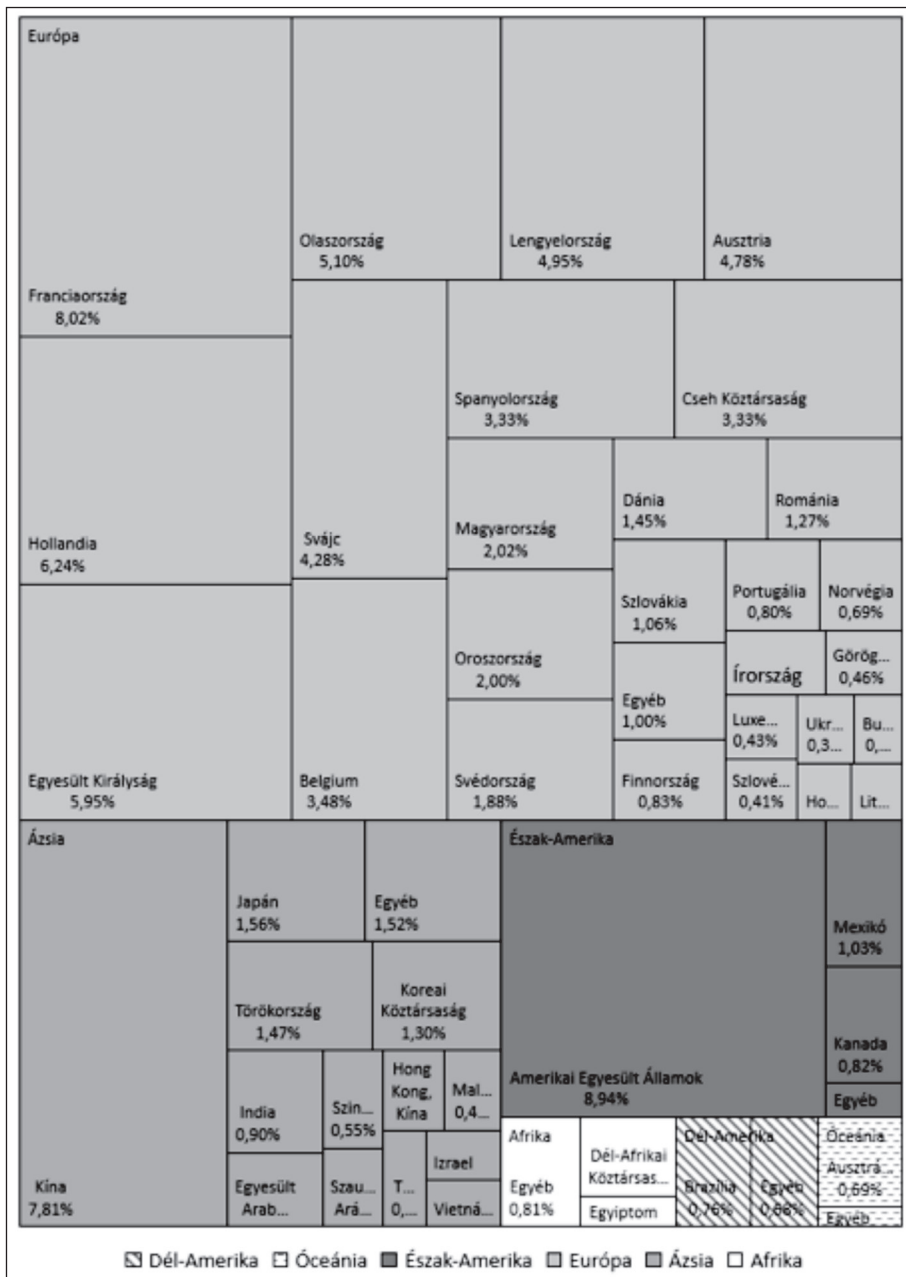 Európa
Franciaország
8,02%
Olaszország
5,10%
Lengyelország
4,95%
Ausztria
4,78%
Hollandia
6,24%
Svájc
4,28%
Spanyolország
3,33%
Cseh Köztársaság
3,33%
Magyarország
2,02%
Dánia
1,45%
Románia
1,27%
Oroszország
2,00%
Szlovákia
1,06%
Portugália
0,80%
Norvégia
0,69%
Egyéb
1,00%
Írország
Görög...
0,46%
Egyesült Királyság
5,95%
Belgium
3,48%
Svédország
1,88%
Finnország
0,83%
Luxe...
0,43%
Ukr...
0,3...
Bu...
0,...
Szlové...
0,41%
Ho...
Lit...
Ázsia
Kína
7,81%
Japán
1,56%
Egyéb
1,52%
Törökország
1,47%
Koreai
Köztársaság
1,30%
India
0,90%
Szin...
0,55%
Hong
Kong,
Kína
Mal...
0,4...
Egyesült
Arab...
Szau...
Ará...
T...
0,...
Izrael
Vietná...
Észak-Amerika
Amerikai Egyesült Államok
8,94%
Mexikó
1,03%
Kanada
0,82%
Egyéb
Afrika
Egyéb
0,81%
Dél-Afrikai
Köztársas...
Egyiptom
Dél-Amerika
Brazília
0,76%
Egyéb
0,68%
Óceánia
Ausztrá...
0,69%
Egyéb
Dél-Amerika Óceánia Észak-Amerika Európa Ázsia Afrika